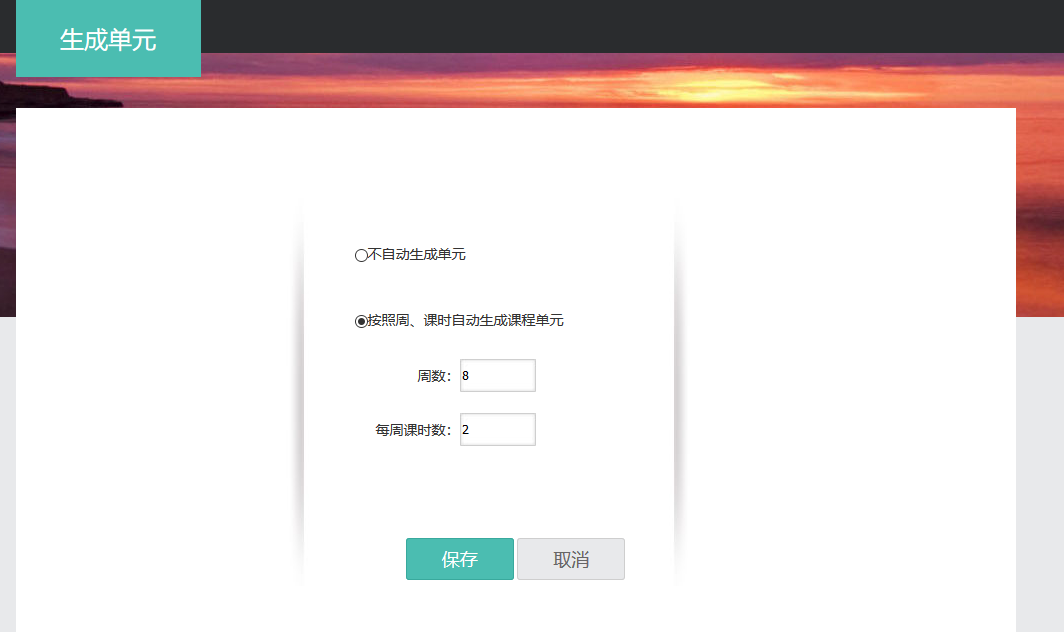 生成单元
不自动生成单元
按照周、课时自动生成课程单元
周数： 8
每周课时数： 2
保存 取消